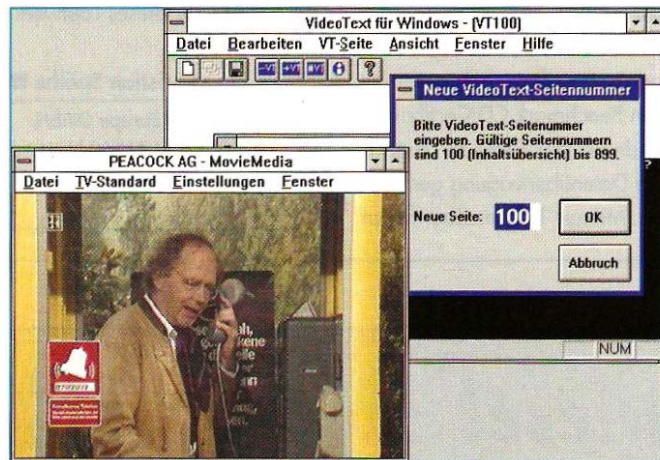 VideoText für Windows - (VT100)
Datei Bearbeiten VT-Seite Ansicht Fenster Hilfe
Neue VideoText-Seitennummer
Bitte VideoText-Seitenummer
eingeben. Gültige Seitennummern
sind 100 (Inhaltsübersicht) bis 899.
Neue Seite: 100
OK
Abbruch
NUM
PEACOCK AG - MovieMedia
Datei TV-Standard Einstellungen Fenster